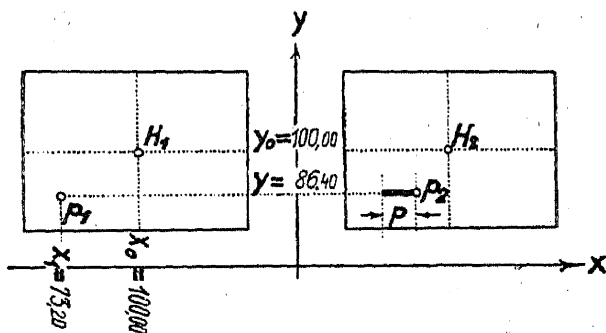 y
H₁
y₀=100,00
H₂
y = 86,40
p₁
p₂
P
x
x₁ = 73,20
x₀ = 100,00